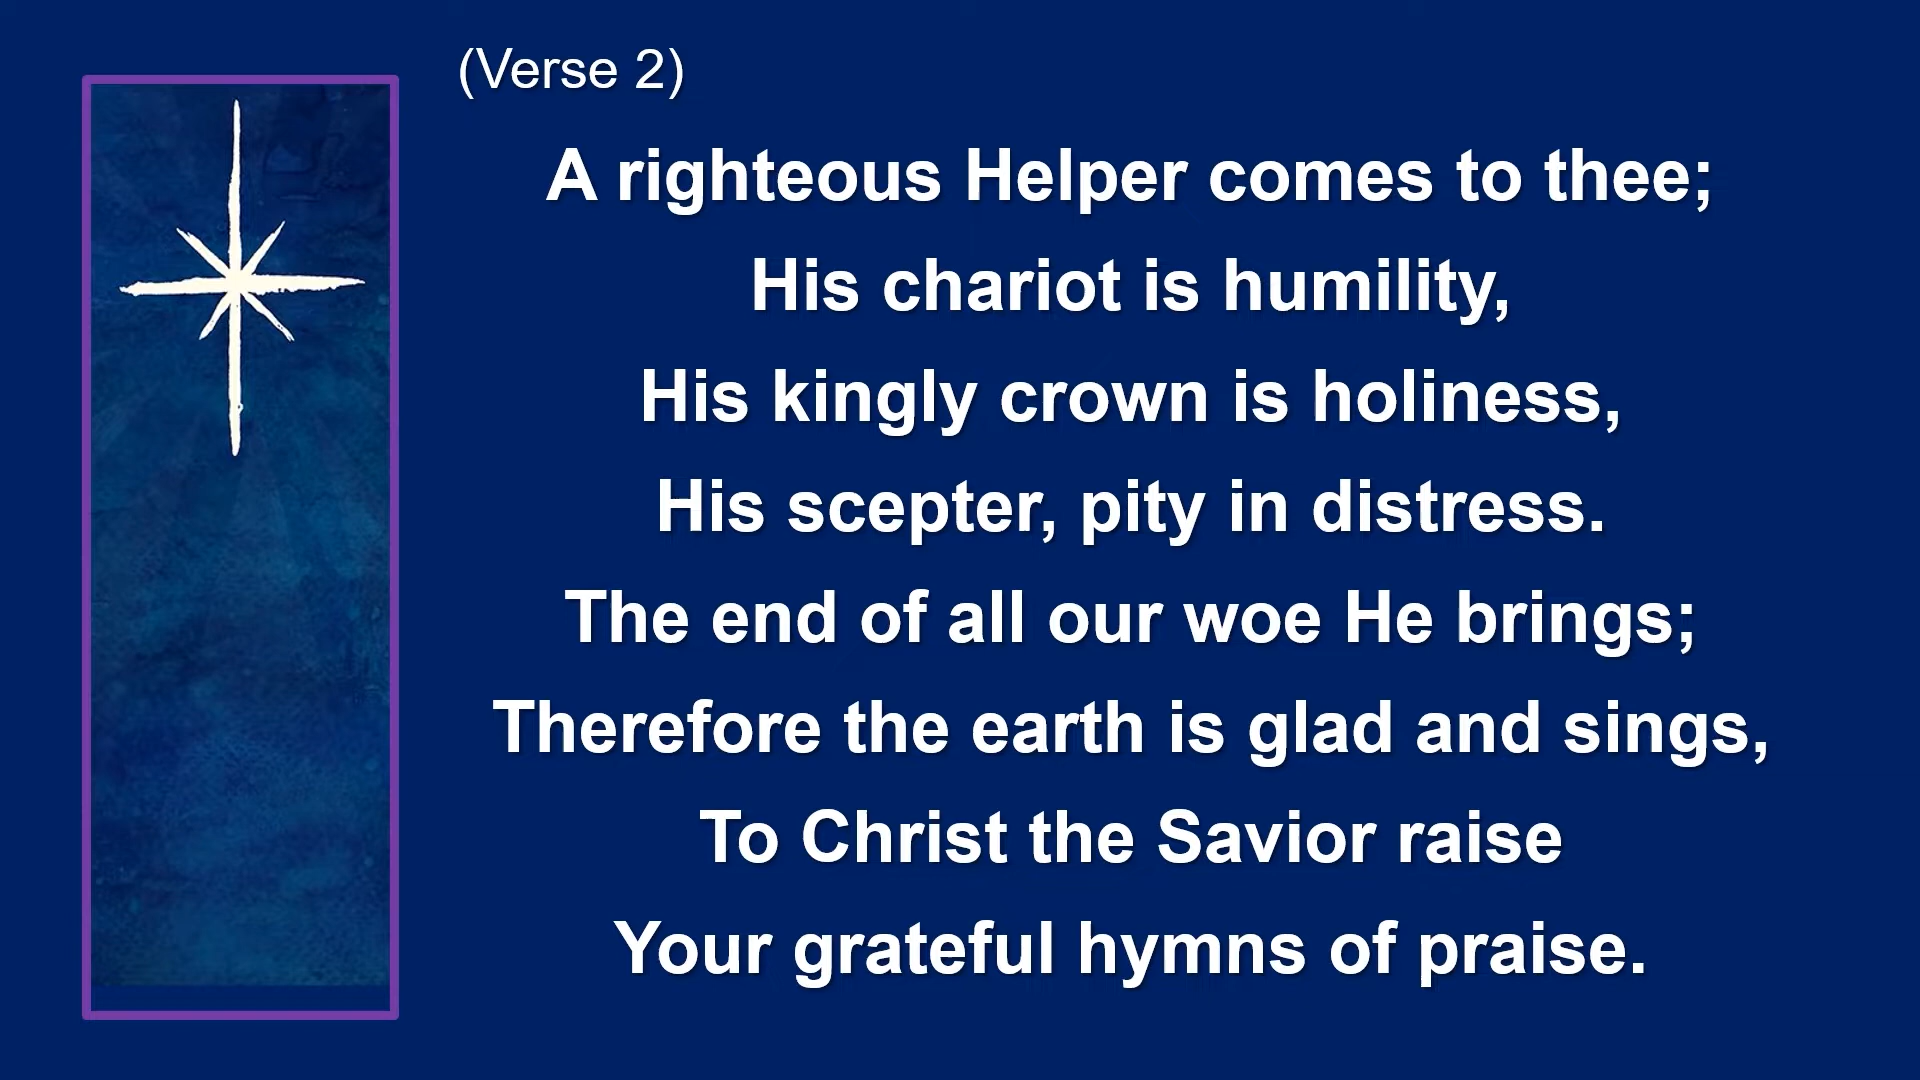 (Verse 2)
A righteous Helper comes to thee;
His chariot is humility,
His kingly crown is holiness,
His scepter, pity in distress.
The end of all our woe He brings;
Therefore the earth is glad and sings,
To Christ the Savior raise
Your grateful hymns of praise.